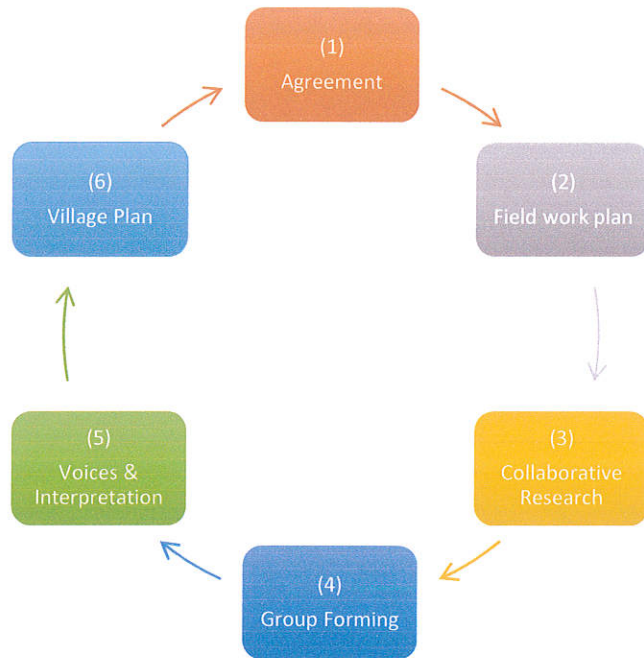 (1)
Agreement
(2)
Field work plan
(3)
Collaborative
Research
(4)
Group Forming
(5)
Voices &
Interpretation
(6)
Village Plan